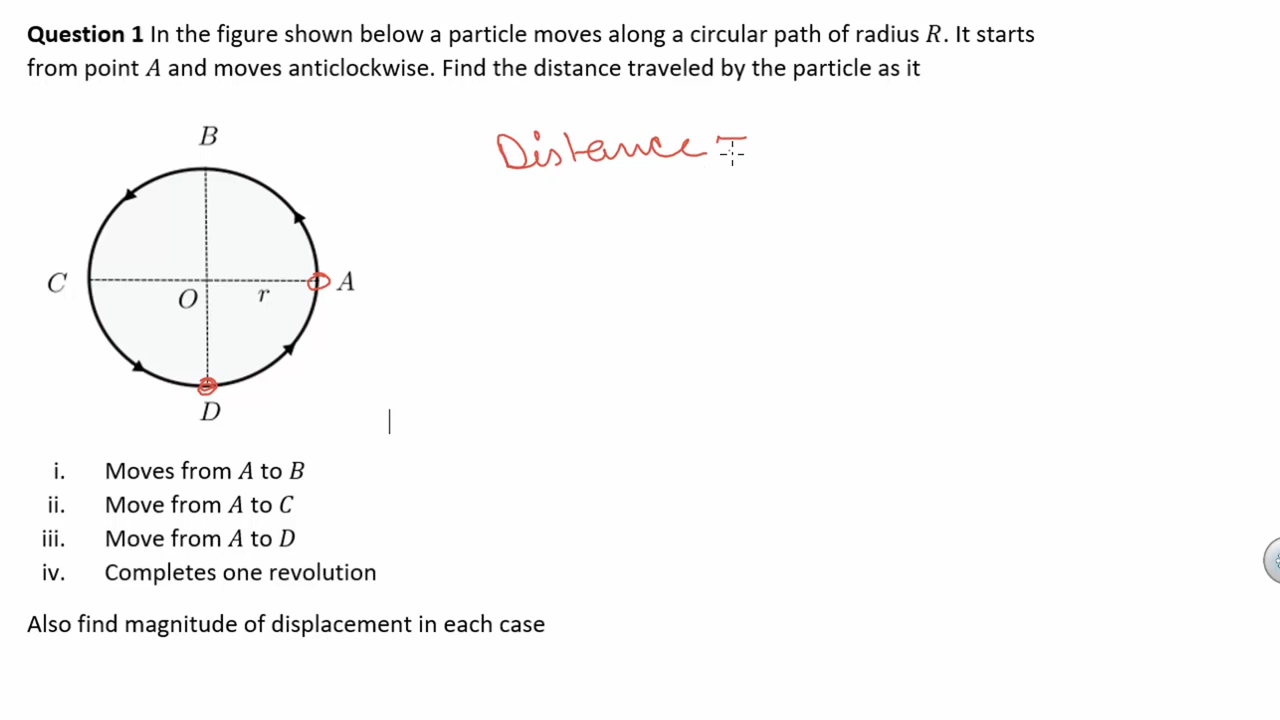 Question 1 In the figure shown below a particle moves along a circular path of radius R. It starts
from point A and moves anticlockwise. Find the distance traveled by the particle as it
B
Distance =
C
O
r
A
D
i. Moves from A to B
ii. Move from A to C
iii. Move from A to D
iv. Completes one revolution
Also find magnitude of displacement in each case